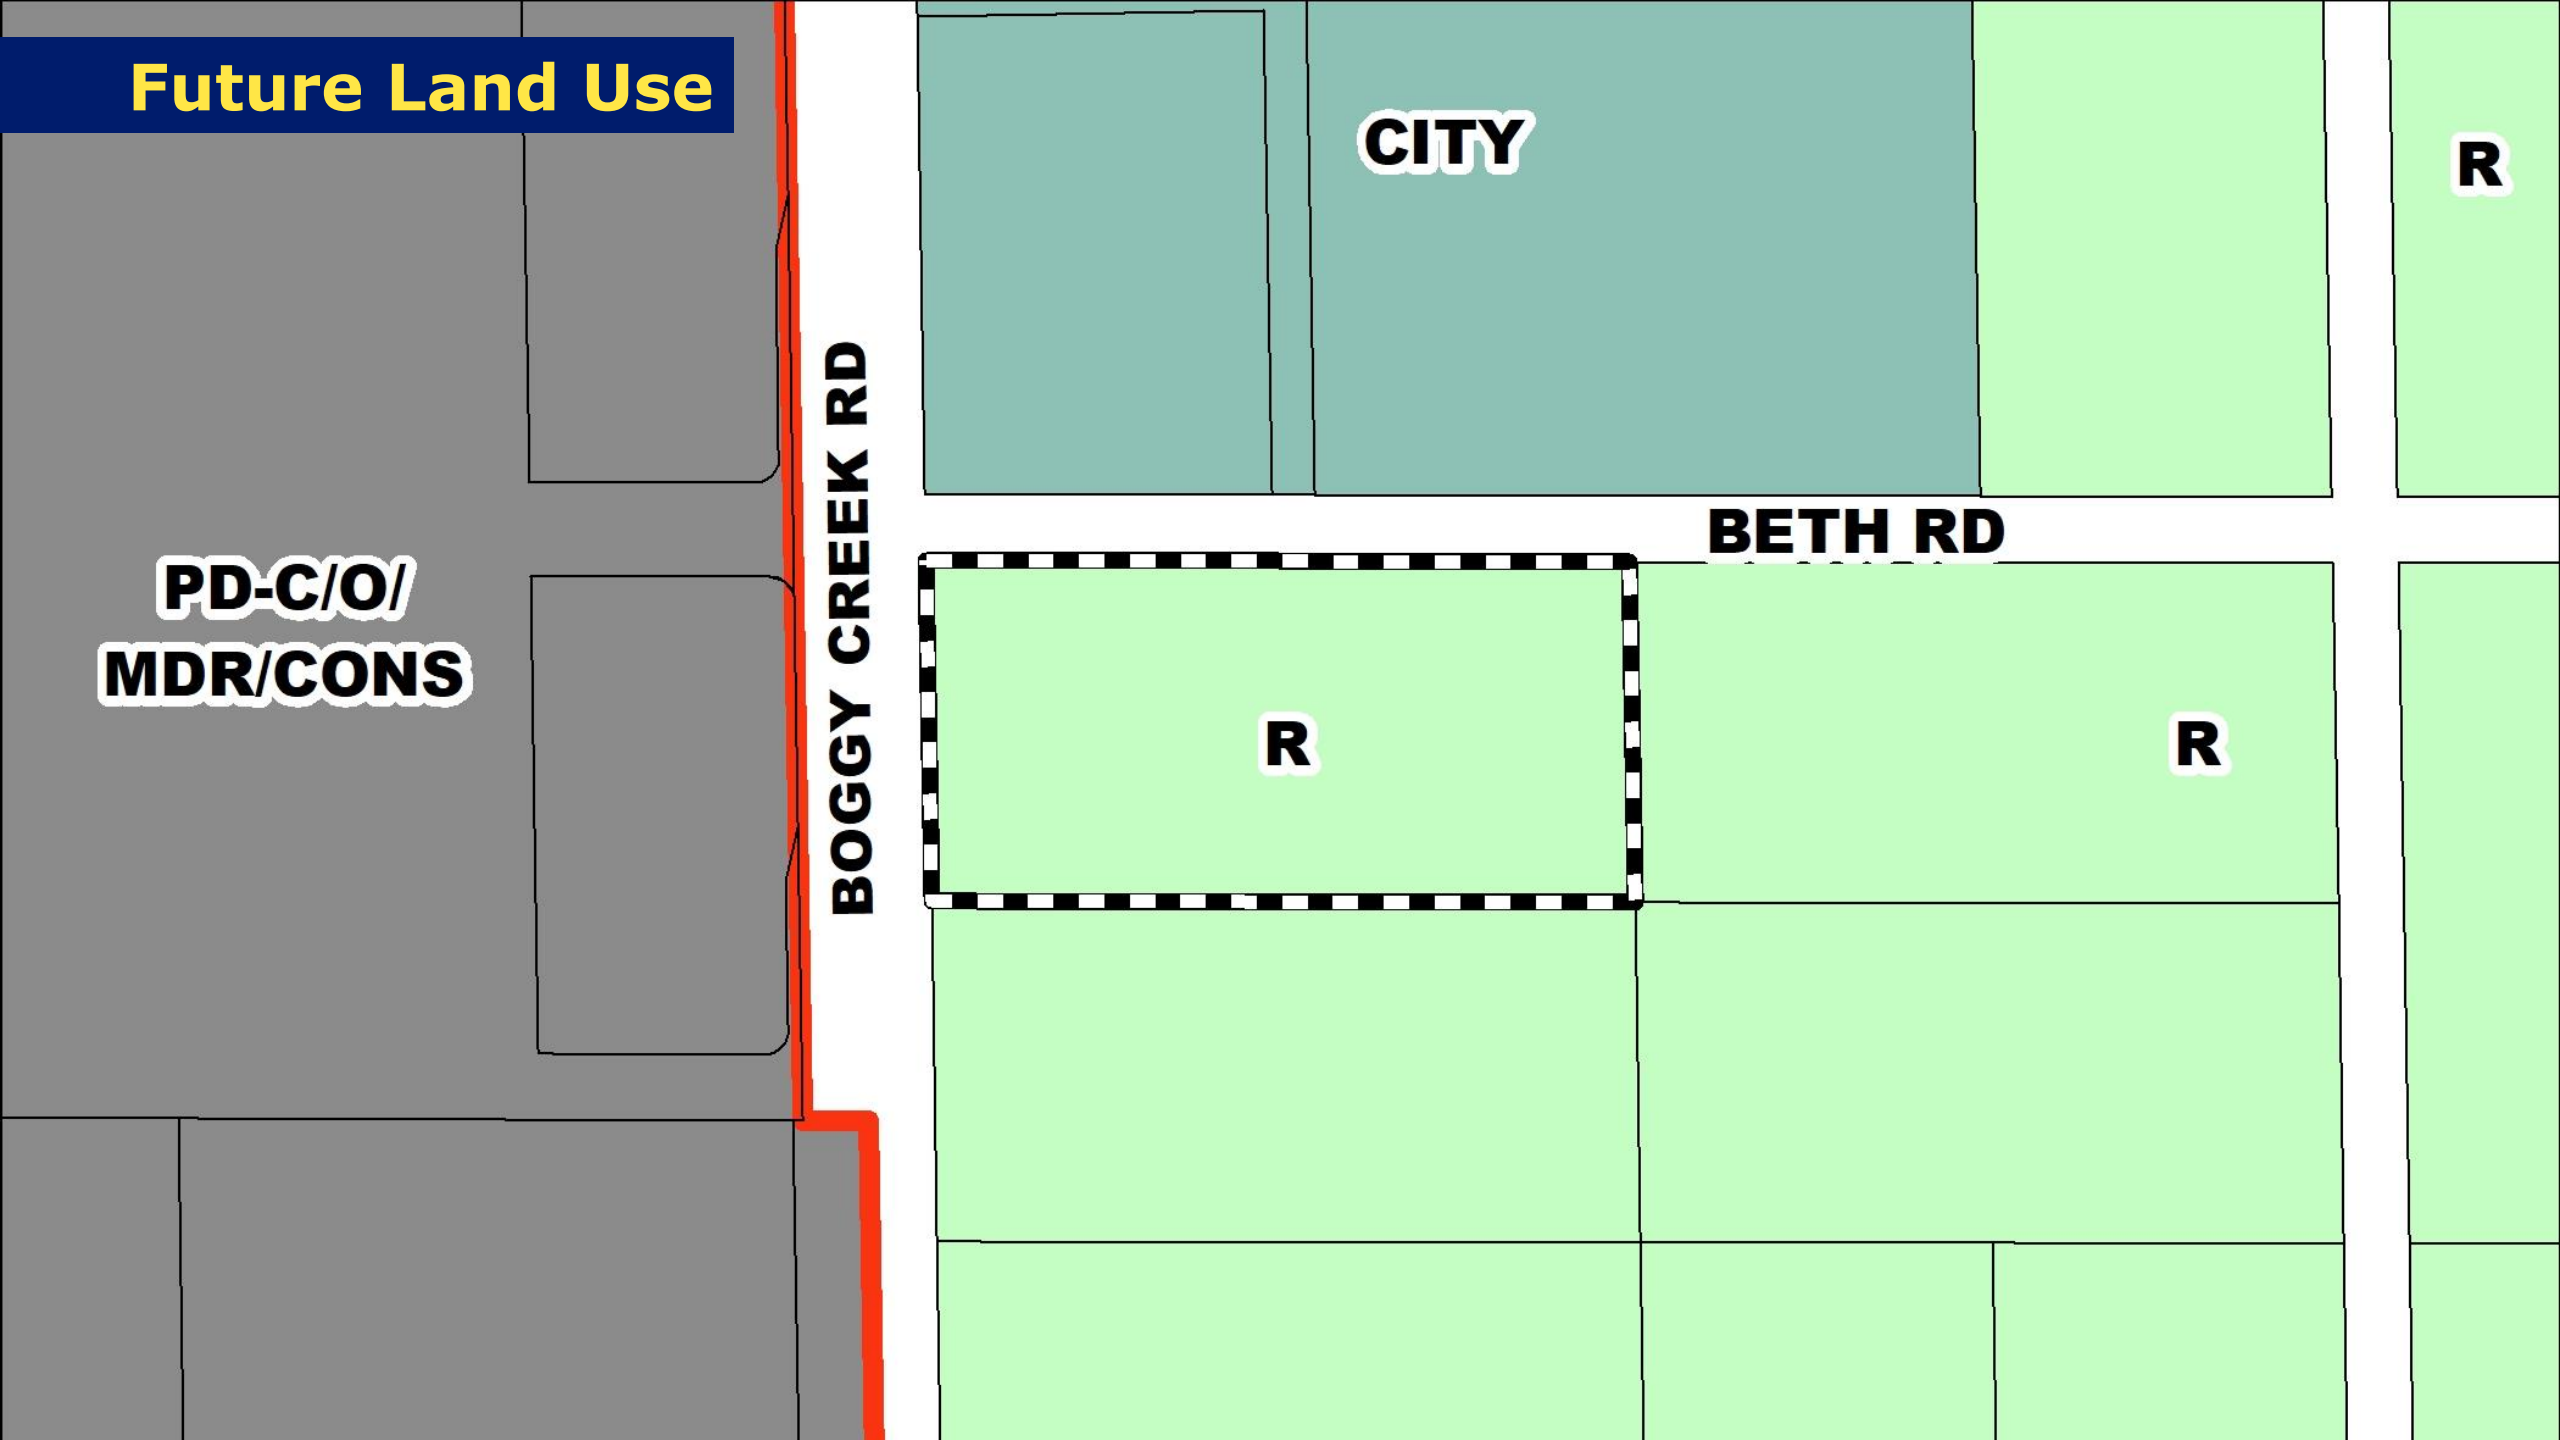 Future Land Use
CITY
R
BOGGY CREEK RD
BETH RD
PD-C/O/
MDR/CONS
R
R